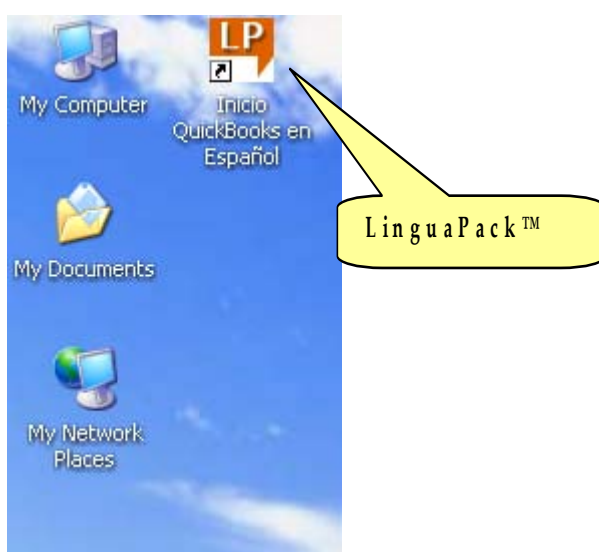 LP
My Computer
Inicio
QuickBooks en
Español
LinguaPack™
My Documents
My Network
Places